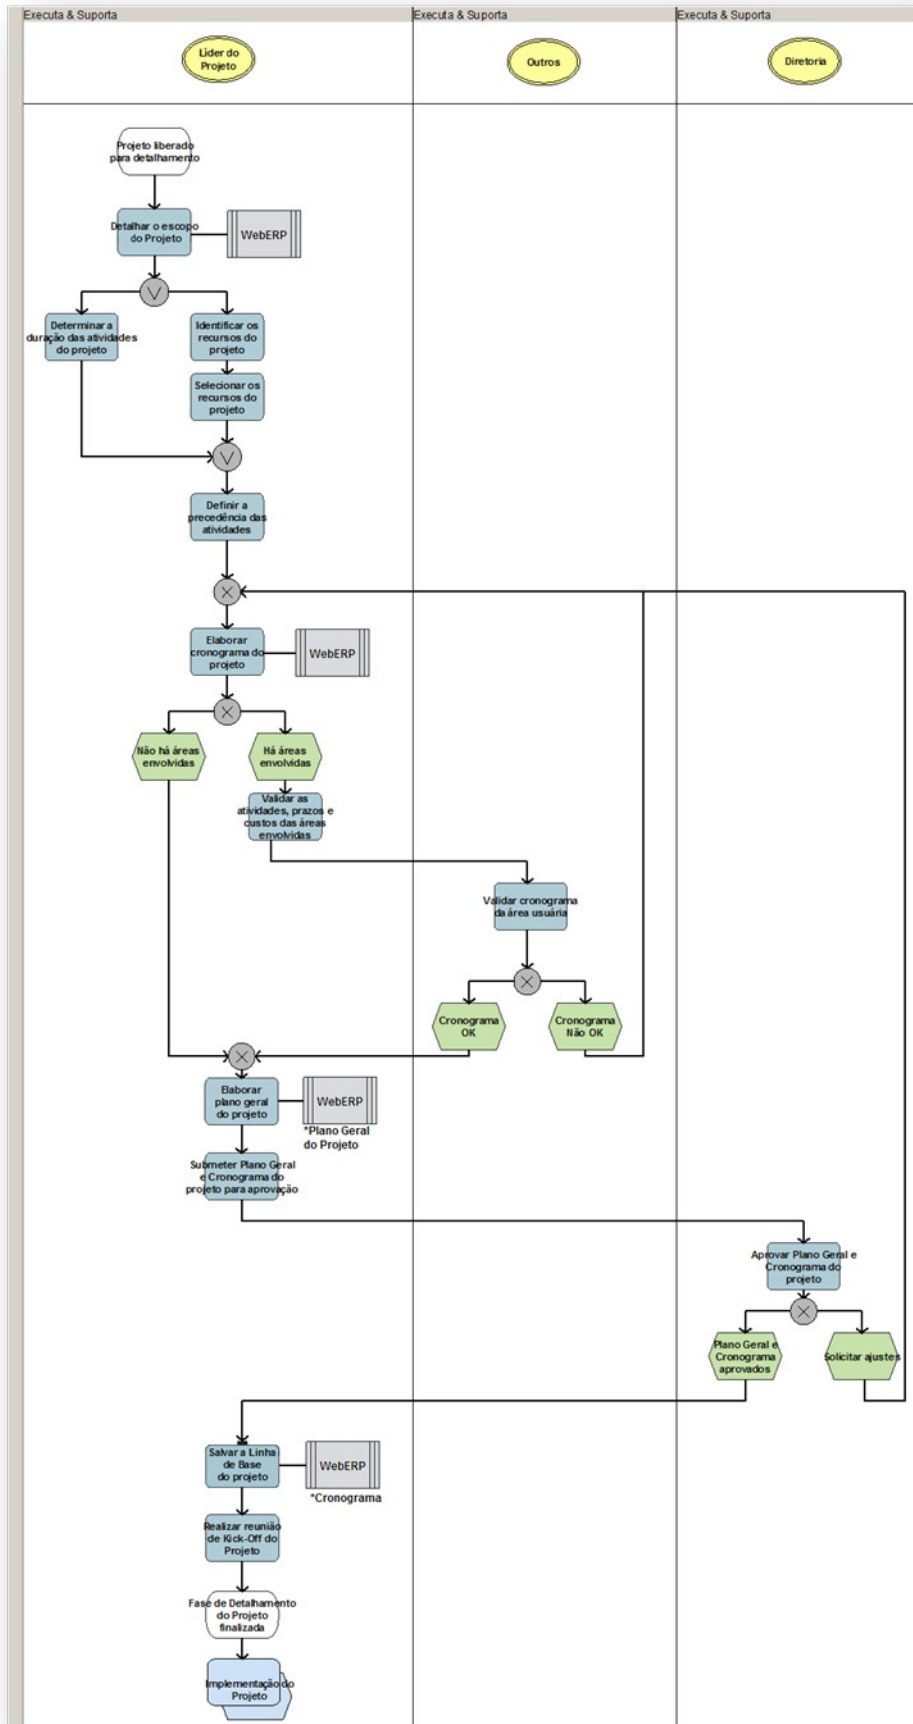 Executa & Suporta
Executa & Suporta
Executa & Suporta
Líder do
Projeto
Outros
Diretoria
Projeto liberado
para detalhamento
Detalhar o escopo
do Projeto
WebERP
Determinar a
duração das atividades
do projeto
Identificar os
recursos do
projeto
Selecionar os
recursos do
projeto
Definir a
precedência das
atividades
Elaborar
cronograma do
projeto
WebERP
Não há áreas
envolvidas
Há áreas
envolvidas
Validar as
atividades, prazos e
custos das áreas
envolvidas
Validar cronograma
da área usuária
Cronograma
OK
Cronograma
Não OK
Elaborar
plano geral
do projeto
WebERP
*Plano Geral
do Projeto
Submeter Plano Geral
e Cronograma do
projeto para aprovação
Aprovar Plano Geral e
Cronograma do
projeto
Plano Geral e
Cronograma
aprovados
Solicitar ajustes
Salvar a Linha
de Base
do projeto
WebERP
*Cronograma
Realizar reunião
de Kick-Off do
Projeto
Fase de Detalhamento
do Projeto
finalizada
Implementação do
Projeto